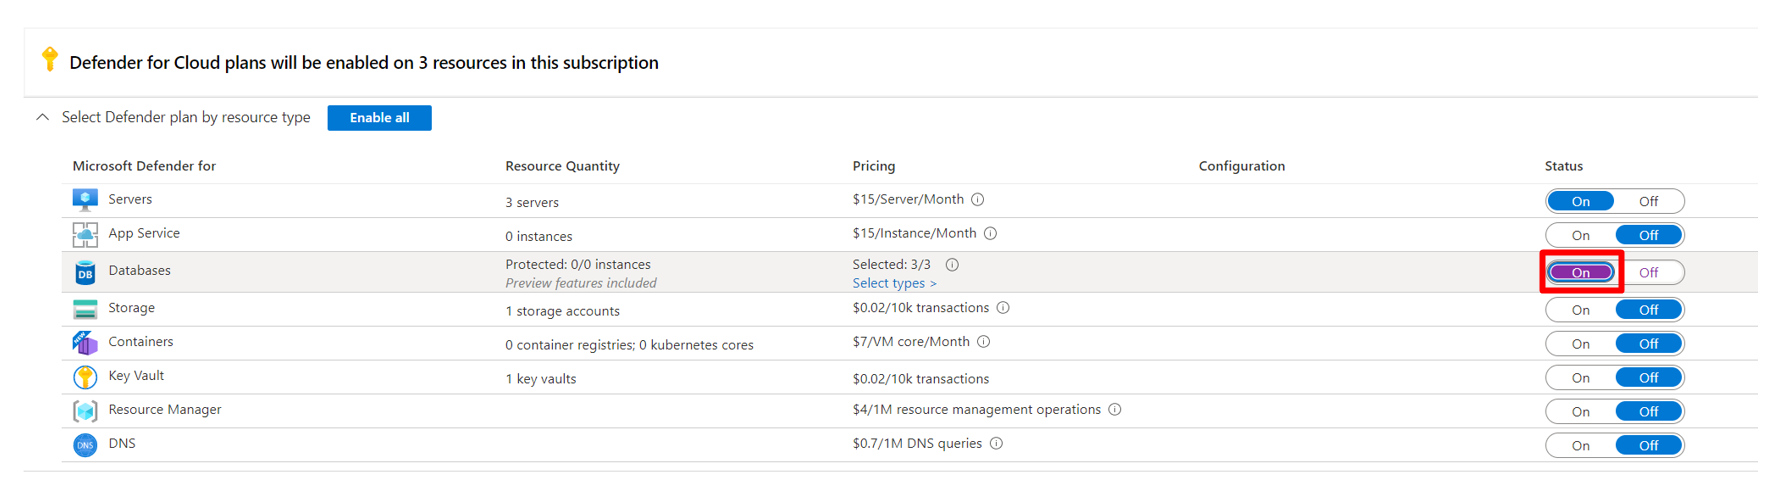 Defender for Cloud plans will be enabled on 3 resources in this subscription
Select Defender plan by resource type Enable all
Microsoft Defender for Resource Quantity Pricing Configuration Status
Servers 3 servers $15/Server/Month On Off
App Service 0 instances $15/Instance/Month On Off
Databases Protected: 0/0 instances Selected: 3/3 On Off
Preview features included Select types >
DB
Storage 1 storage accounts $0.02/10k transactions On Off
Containers 0 container registries; 0 kubernetes cores $7/VM core/Month On Off
Key Vault 1 key vaults $0.02/10k transactions On Off
Resource Manager $4/1M resource management operations On Off
DNS DNS $0.7/1M DNS queries On Off